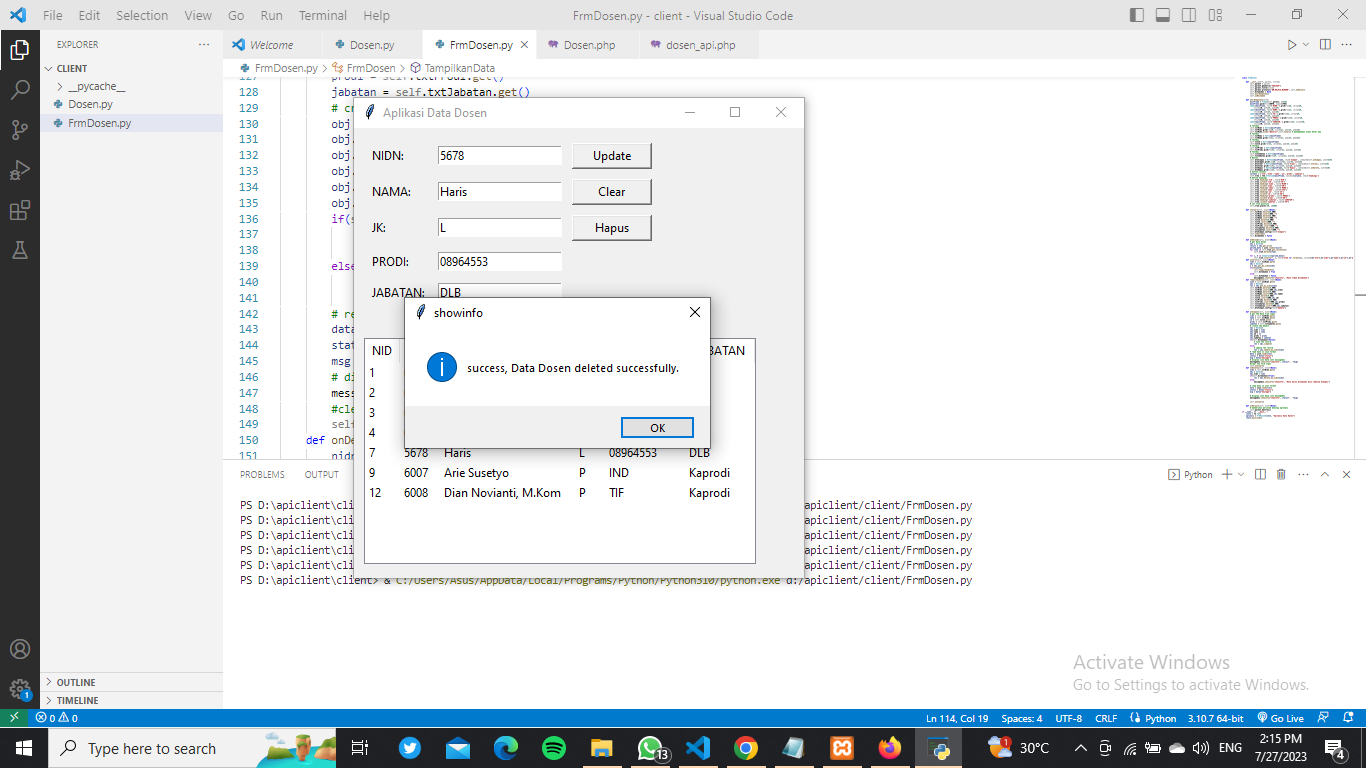 File Edit Selection View Go Run Terminal Help
FrmDosen.py - client - Visual Studio Code
EXPLORER
Welcome
Dosen.py
FrmDosen.py
Dosen.php
dosen_api.php
CLIENT
__pycache__
Dosen.py
FrmDosen.py
FrmDosen.py > FrmDosen > TampilkanData
127
128 jabatan = self.txtJabatan.get()
129 # cr
130 obj
131 obj.
132 obj.
133 obj.
134 obj.
135 obj.
136 if(s
137
138
139 else
140
141
# re
143 data
144 stat
145 msg
146 # di
147 mess
148 #cle
149 self
150 def onDe
151 nidn
Aplikasi Data Dosen
NIDN: 5678 Update
NAMA: Haris Clear
JK: L Hapus
PRODI: 08964553
JABATAN: DLB
showinfo
success, Data Dosen deleted successfully.
OK
NID
1
2
3
4
7 5678 Haris L 08964553 DLB
9 6007 Arie Susetyo P IND Kaprodi
12 6008 Dian Novianti, M.Kom P TIF Kaprodi
PROBLEMS OUTPUT
Python
PS D:\apiclient\cli apiclient/client/FrmDosen.py
PS D:\apiclient\cli apiclient/client/FrmDosen.py
PS D:\apiclient\cli apiclient/client/FrmDosen.py
PS D:\apiclient\cli apiclient/client/FrmDosen.py
PS D:\apiclient\cli apiclient/client/FrmDosen.py
PS D:\apiclient\client> & C:/Users/Asus/AppData/Local/Programs/Python/Python310/python.exe d:/apiclient/client/FrmDosen.py
OUTLINE
TIMELINE
Activate Windows
Go to Settings to activate Windows.
1
0 0
Ln 114, Col 19 Spaces: 4 UTF-8 CRLF Python 3.10.7 64-bit Go Live
Type here to search
13
1
30°C
ENG
2:15 PM
7/27/2023
4